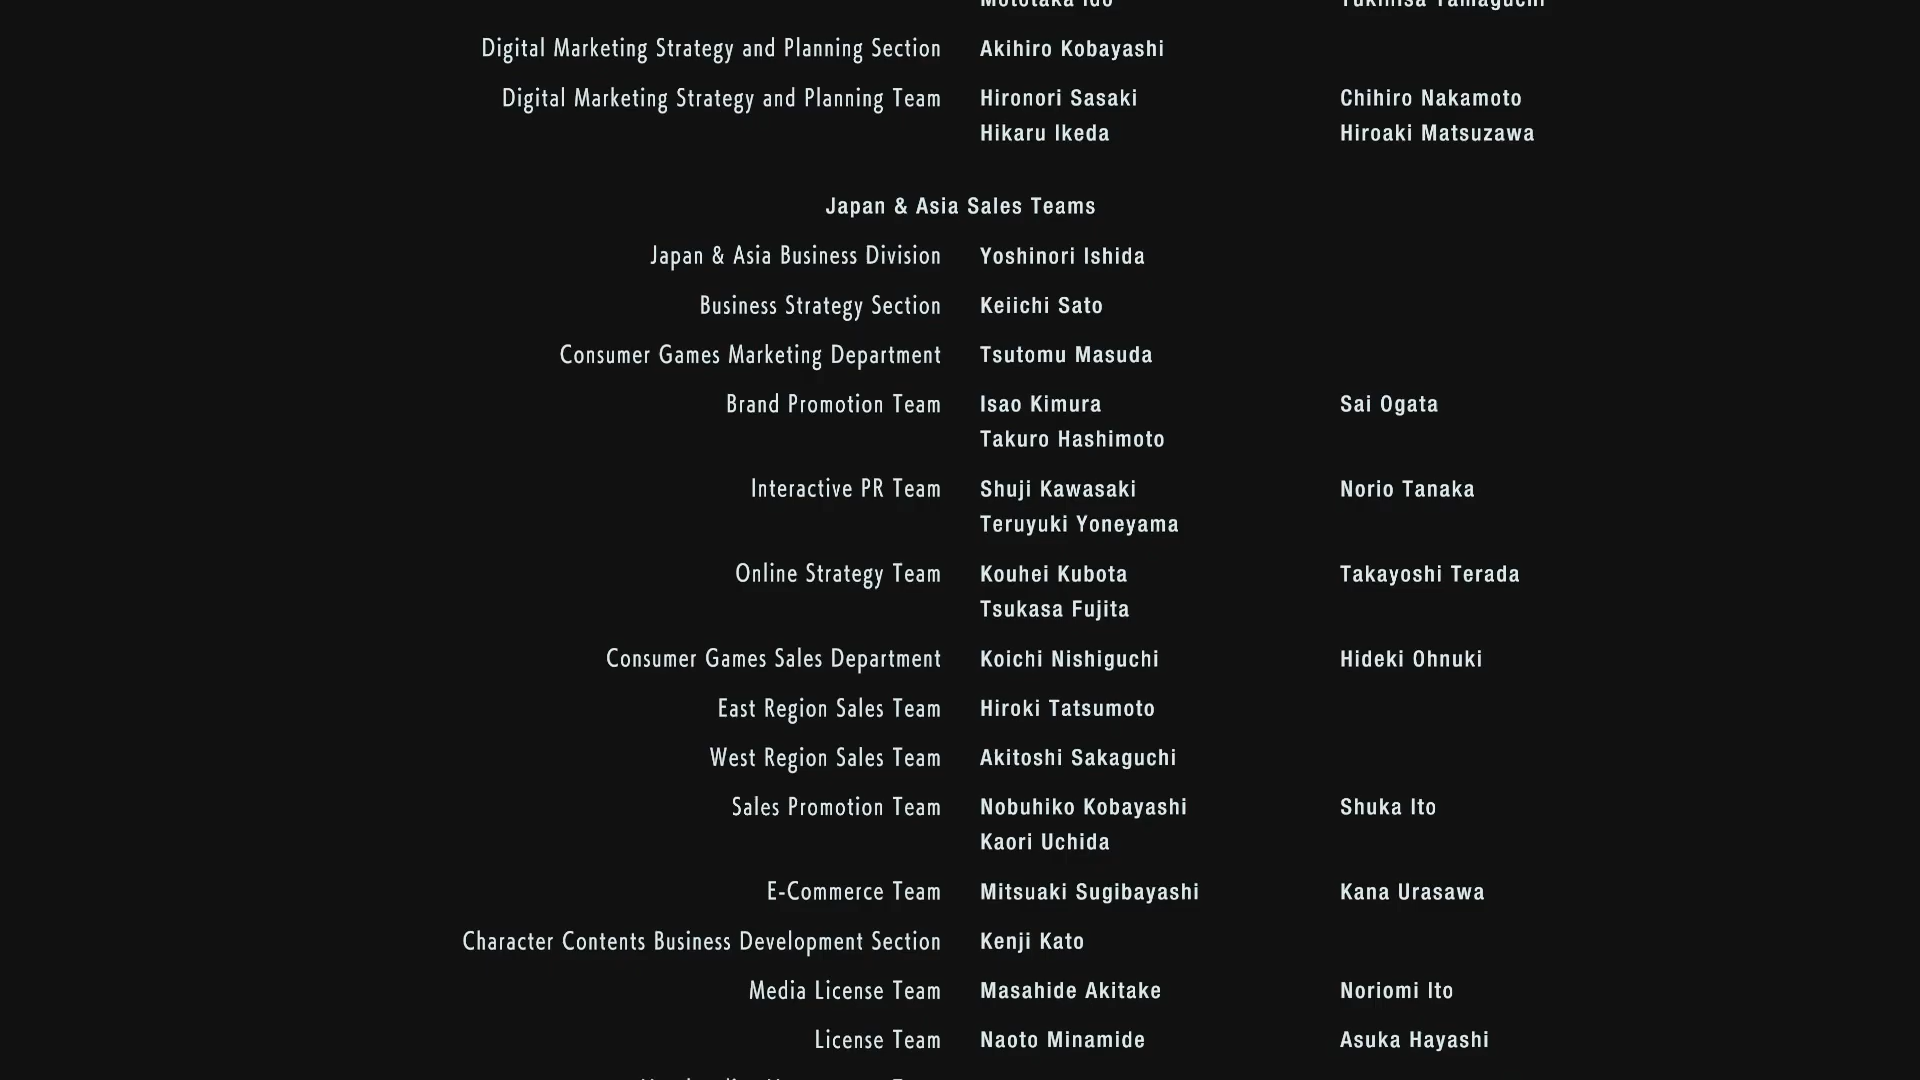 Digital Marketing Strategy and Planning Section Akihiro Kobayashi
Digital Marketing Strategy and Planning Team Hironori Sasaki Chihiro Nakamoto
Hikaru Ikeda Hiroaki Matsuzawa
Japan & Asia Sales Teams
Japan & Asia Business Division Yoshinori Ishida
Business Strategy Section Keiichi Sato
Consumer Games Marketing Department Tsutomu Masuda
Brand Promotion Team Isao Kimura Sai Ogata
Takuro Hashimoto
Interactive PR Team Shuji Kawasaki Norio Tanaka
Teruyuki Yoneyama
Online Strategy Team Kouhei Kubota Takayoshi Terada
Tsukasa Fujita
Consumer Games Sales Department Koichi Nishiguchi Hideki Ohnuki
East Region Sales Team Hiroki Tatsumoto
West Region Sales Team Akitoshi Sakaguchi
Sales Promotion Team Nobuhiko Kobayashi Shuka Ito
Kaori Uchida
E-Commerce Team Mitsuaki Sugibayashi Kana Urasawa
Character Contents Business Development Section Kenji Kato
Media License Team Masahide Akitake Noriomi Ito
License Team Naoto Minamide Asuka Hayashi